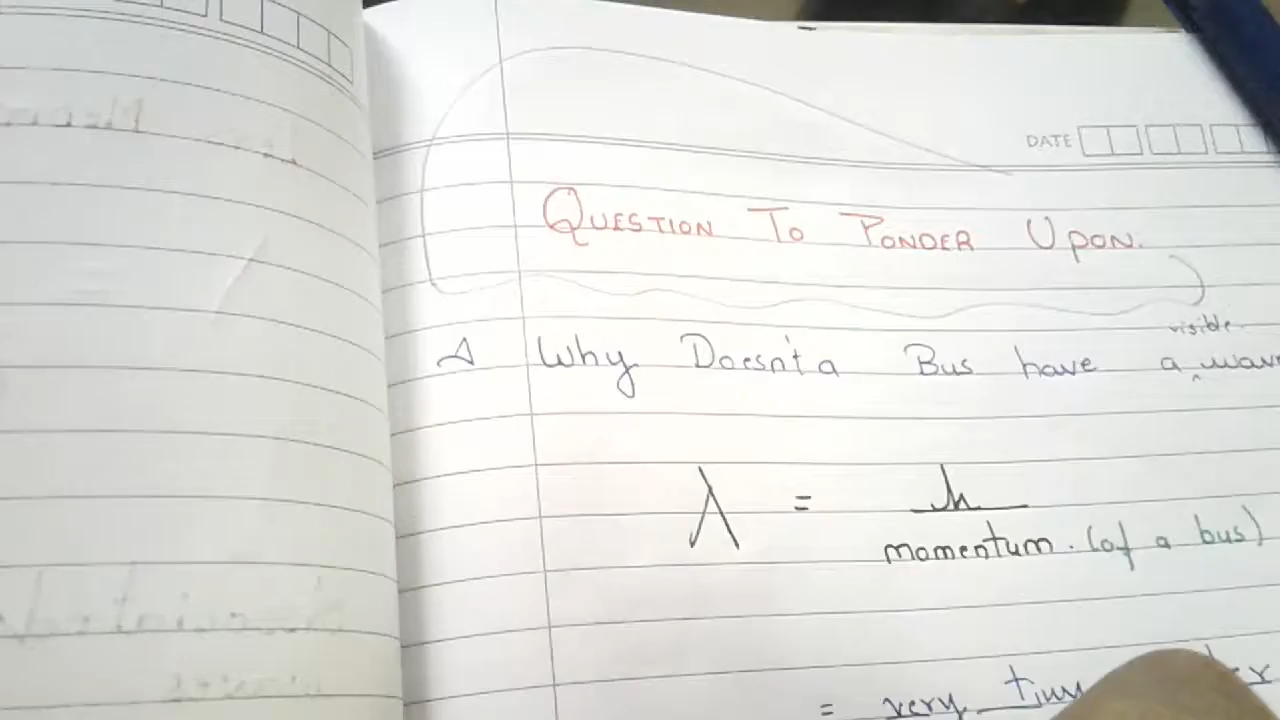 DATE
QUESTION TO PONDER UPON.
visible
Why Doesn't a Bus have a
λ = h
momentum. (of a bus)
= very tiny